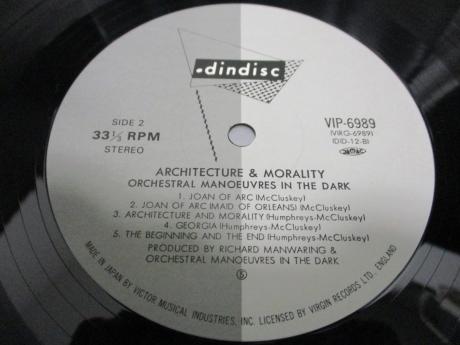 dindisc
SIDE 2
33⅓ RPM
STEREO
VIP-6989
(VIRG-6989)
(DID-12-B)
ARCHITECTURE & MORALITY
ORCHESTRAL MANOEUVRES IN THE DARK
1. JOAN OF ARC (McCluskey)
2. JOAN OF ARC (MAID OF ORLEANS) (McCluskey)
3. ARCHITECTURE AND MORALITY (Humphreys-McCluskey)
4. GEORGIA (Humphreys-McCluskey)
5. THE BEGINNING AND THE END (Humphreys-McCluskey)
PRODUCED BY RICHARD MANWARING &
ORCHESTRAL MANOEUVRES IN THE DARK
Ⓢ
MADE IN JAPAN BY VICTOR MUSICAL INDUSTRIES, INC. LICENSED BY VIRGIN RECORDS LTD., ENGLAND